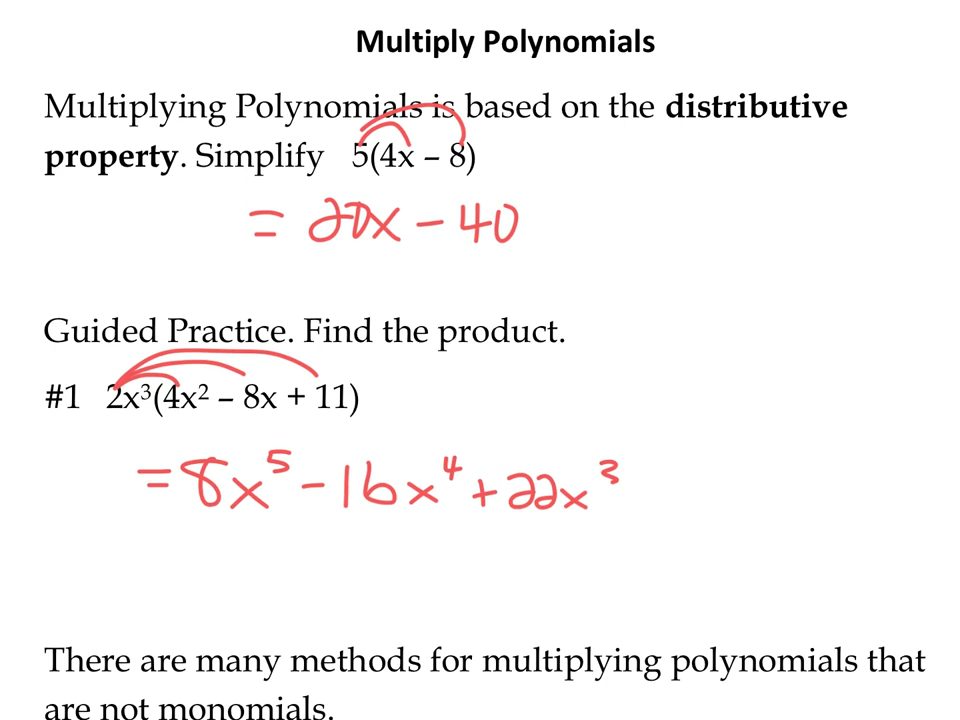 Multiply Polynomials
Multiplying Polynomials is based on the distributive
property. Simplify 5(4x – 8)
= 20x - 40
Guided Practice. Find the product.
#1 2x³(4x² – 8x + 11)
= 8x⁵ - 16x⁴ + 22x³
There are many methods for multiplying polynomials that
are not monomials.